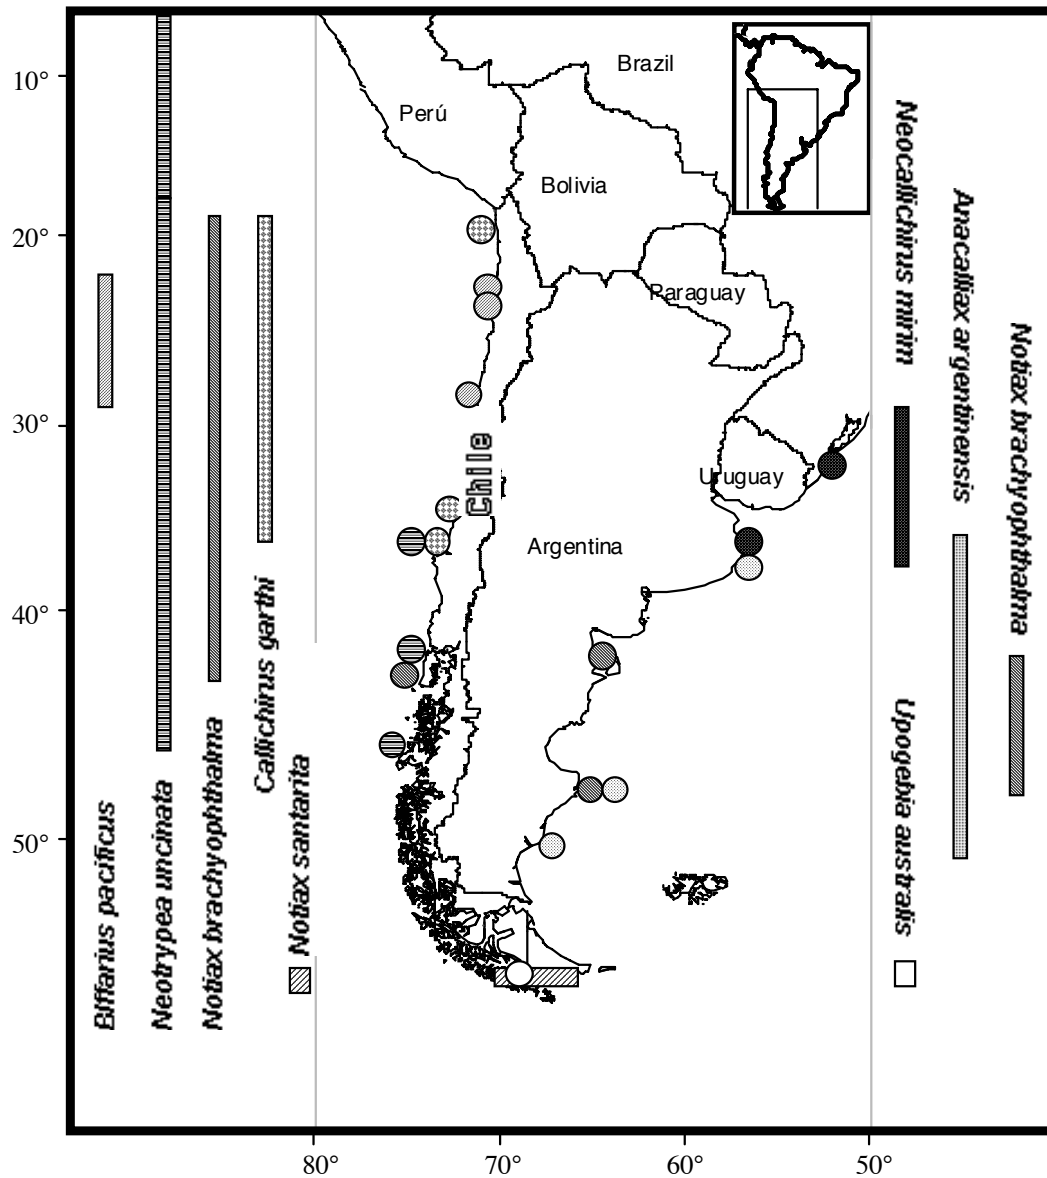 10°
20°
30°
40°
50°
80°
70°
60°
50°
Perú
Brazil
Bolivia
Paraguay
Uruguay
Argentina
Chile
Biffarius pacificus
Neotrypea uncinata
Notiax brachyophthalma
Callichirus garthi
Notiax santarita
Neocallichirus mirim
Upogebia australis
Anacalliax argentinensis
Notiax brachyophthalma